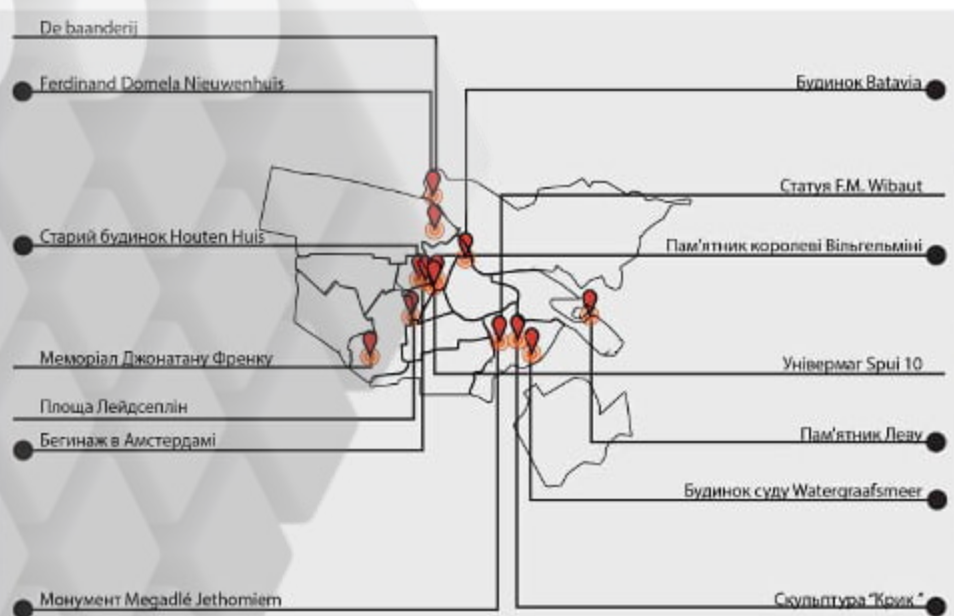 De baanderij
Ferdinand Domela Nieuwenhuis
Старий будинок Houten Huis
Меморіал Джонатану Френку
Площа Лейдсеплін
Бегинаж в Амстердамі
Монумент Megadlé Jethomiem
Будинок Batavia
Статуя F.M. Wibaut
Пам'ятник королеві Вільгельміні
Універмаг Spui 10
Пам'ятник Леву
Будинок суду Watergraafsmeer
Скульптура "Крик "